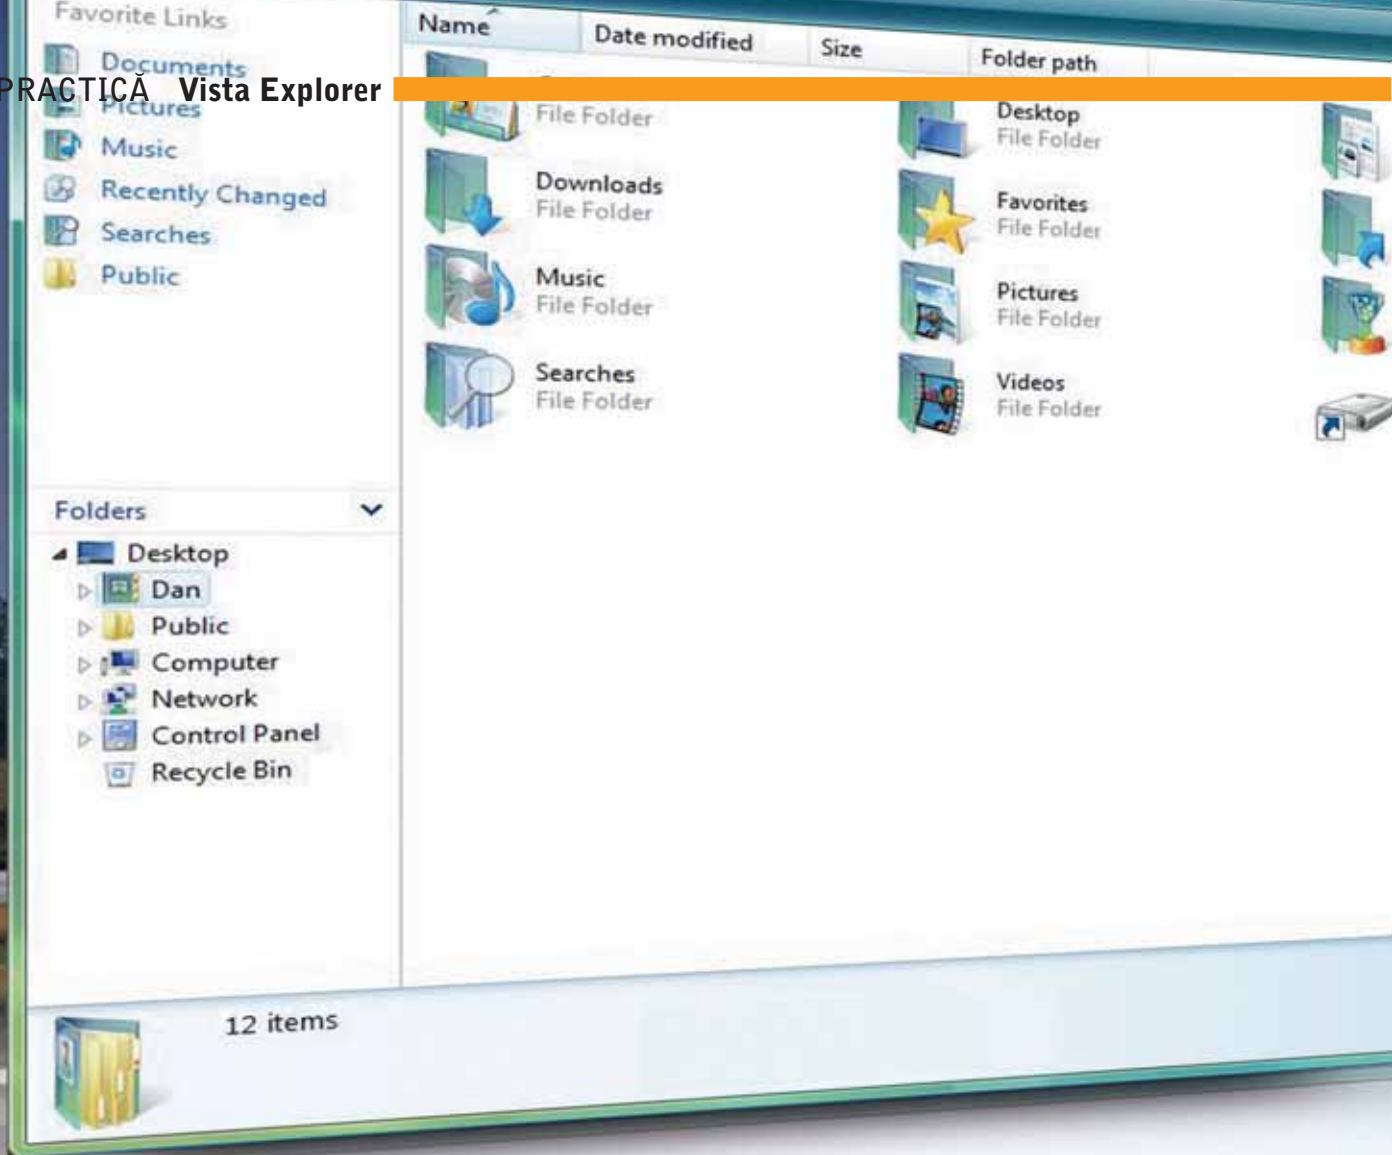 Favorite Links
Documents
PRACTICĂ Vista Explorer
Pictures
Music
Recently Changed
Searches
Public
Folders
Desktop
Dan
Public
Computer
Network
Control Panel
Recycle Bin
Name Date modified Size Folder path
File Folder
Desktop
File Folder
Downloads
File Folder
Favorites
File Folder
Music
File Folder
Pictures
File Folder
Searches
File Folder
Videos
File Folder
12 items